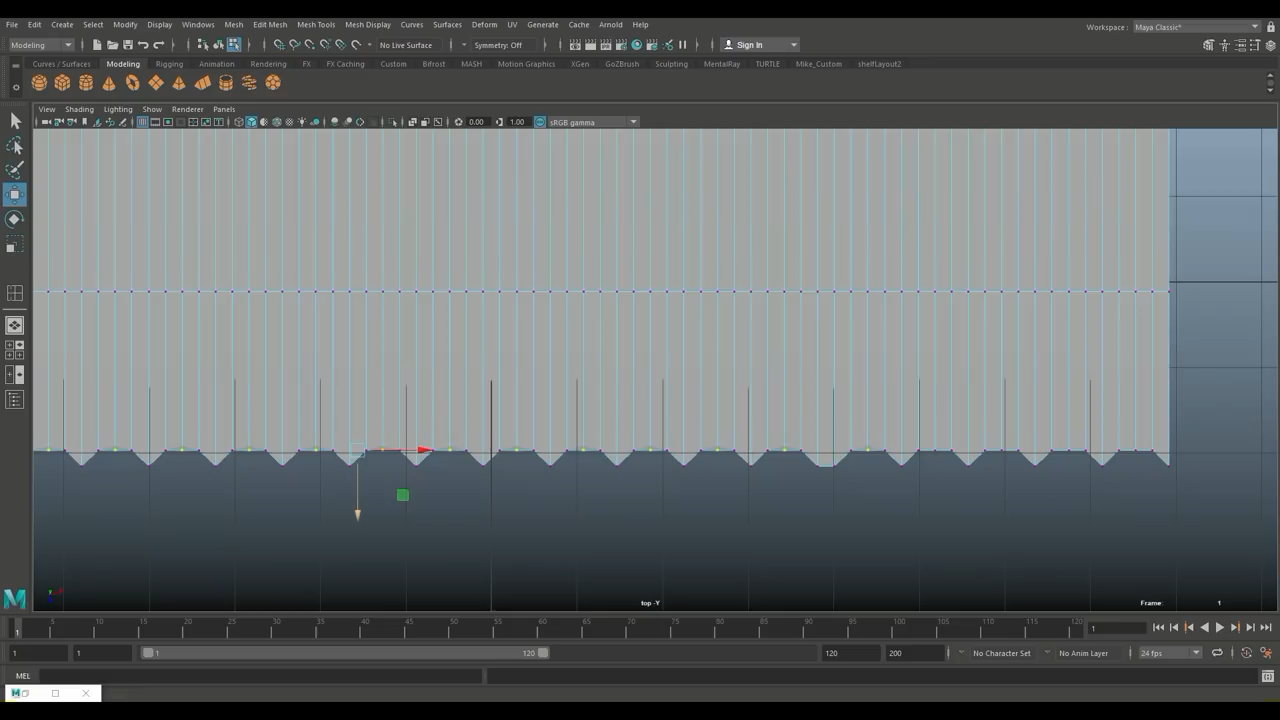 File Edit Create Select Modify Display Windows Mesh Edit Mesh Mesh Tools Mesh Display Curves Surfaces Deform UV Generate Cache Arnold Help
Workspace : Maya Classic*
Modeling No Live Surface Symmetry: Off Sign In
Curves / Surfaces Modeling Rigging Animation Rendering FX FX Caching Custom Bifrost MASH Motion Graphics XGen GoZBrush Sculpting MentalRay TURTLE Mike_Custom shelfLayout2
View Shading Lighting Show Renderer Panels
0.00 1.00 sRGB gamma
top -Y Frame: 1
5 10 15 20 25 30 35 40 45 50 55 60 65 70 75 80 85 90 95 100 105 110 115 120
1 1
1 1 1 120 120 200 No Character Set No Anim Layer 24 fps
MEL